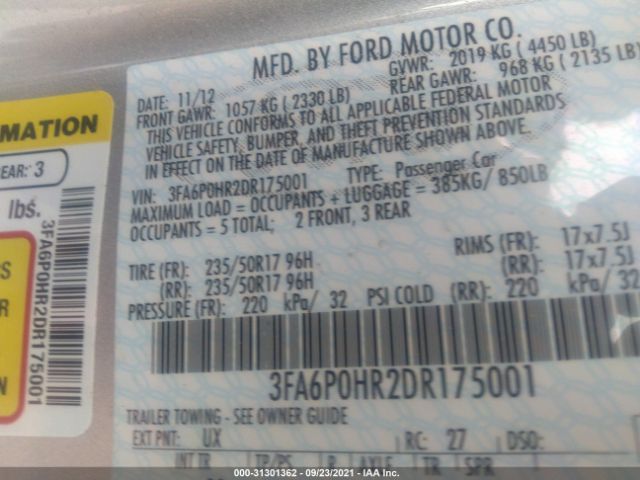 MFD. BY FORD MOTOR CO.
DATE: 11/12 GVWR: 2019 KG ( 4450 LB)
FRONT GAWR: 1057 KG ( 2330 LB) REAR GAWR: 968 KG ( 2135 LB)
THIS VEHICLE CONFORMS TO ALL APPLICABLE FEDERAL MOTOR
VEHICLE SAFETY, BUMPER, AND THEFT PREVENTION STANDARDS
IN EFFECT ON THE DATE OF MANUFACTURE SHOWN ABOVE.
VIN: 3FA6P0HR2DR175001 TYPE: Passenger Car
MAXIMUM LOAD = OCCUPANTS + LUGGAGE = 385KG/ 850LB
OCCUPANTS = 5 TOTAL; 2 FRONT, 3 REAR
TIRE (FR): 235/50R17 96H RIMS (FR): 17x7.5J
(RR): 235/50R17 96H (RR): 17x7.5J
PRESSURE (FR): 220 kPa/ 32 PSI COLD (RR): 220 kPa/ 32
3FA6P0HR2DR175001
TRAILER TOWING - SEE OWNER GUIDE
EXT PNT: UX RC: 27 DSO:
INT TR TP/PS R AXLE TR SPR
RMATION
EAR: 3
lbs.
3FA6P0HR2DR175001
000-31301362 - 09/23/2021 - IAA Inc.